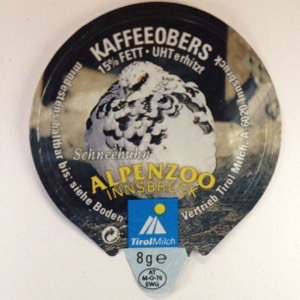 KAFFEEOBERS
15% FETT · UHT erhitzt
mindestens haltbar bis: siehe Boden
Vertrieb Tirol Milch, A 6020 Innsbruck
Schneehuhn
ALPENZOO
INNSBRUCK
TirolMilch
8g e
AT
M-O-70
EWG